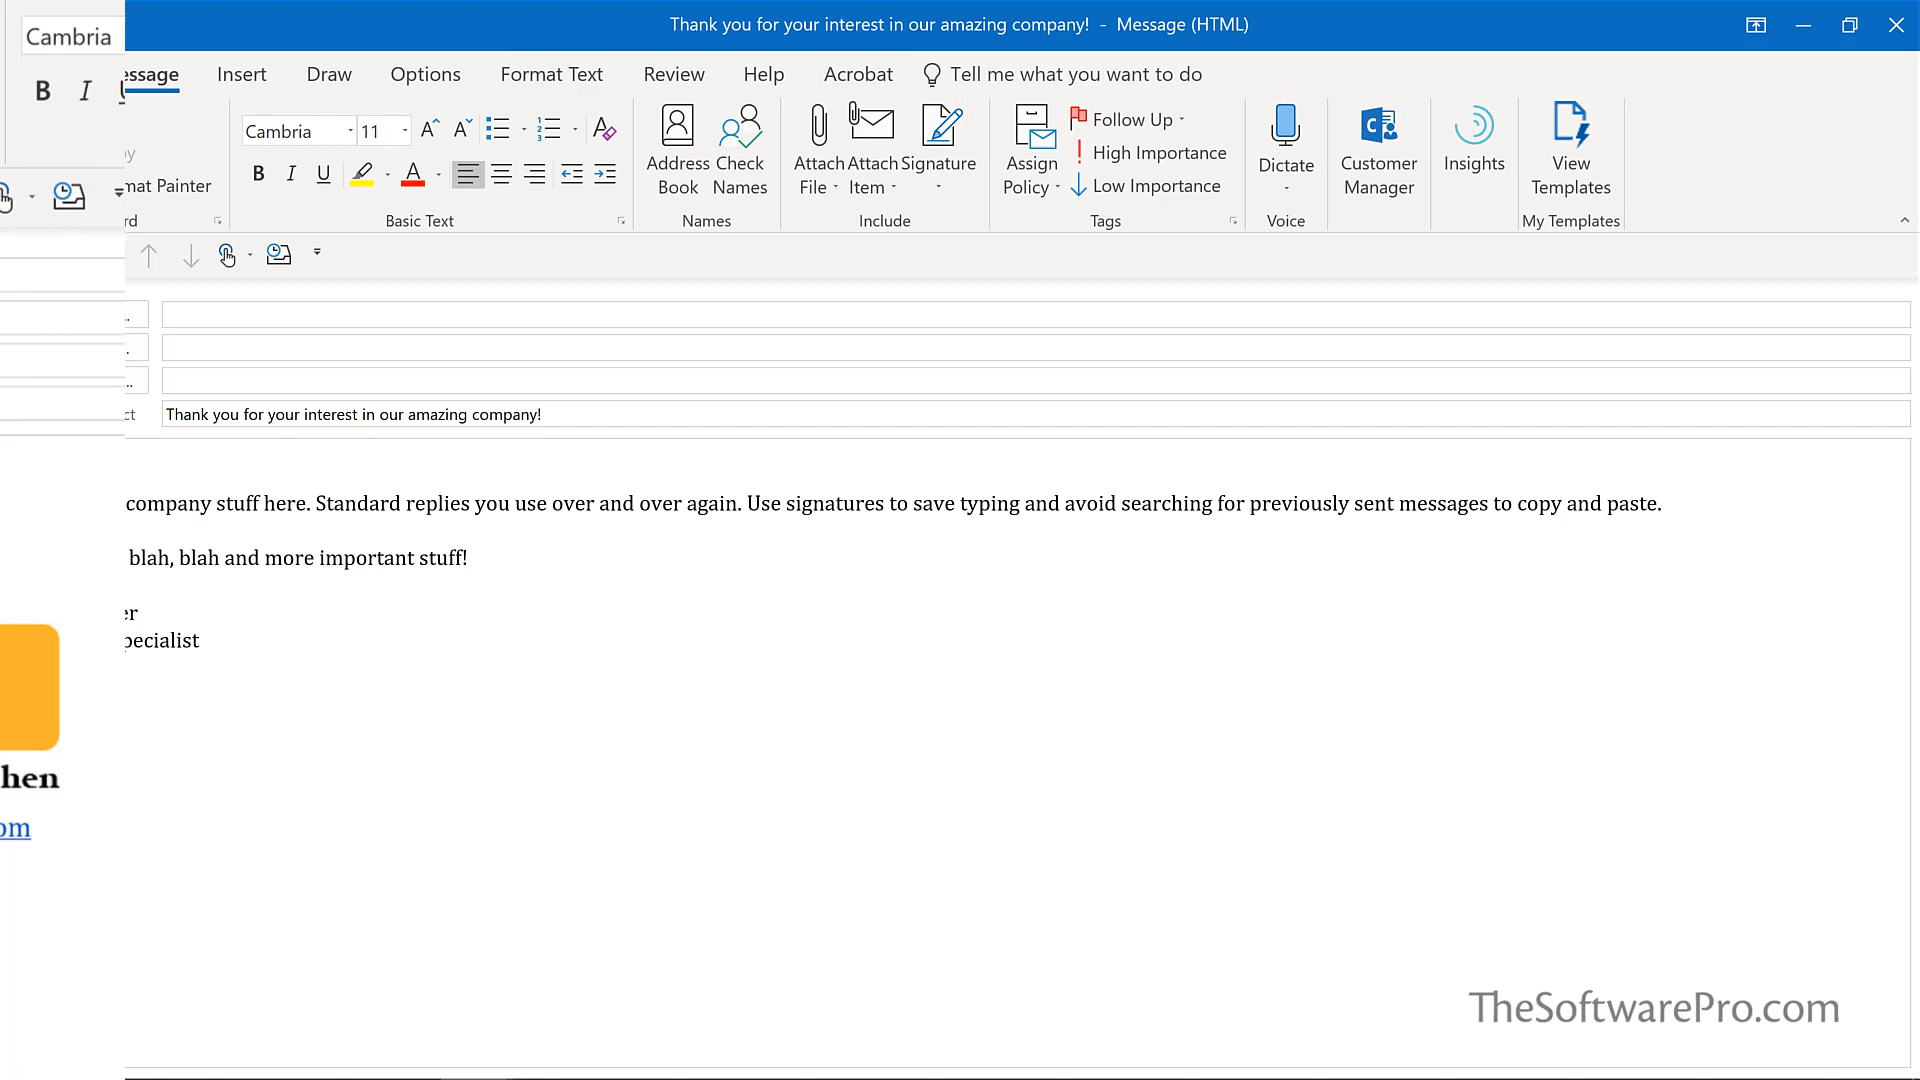 Thank you for your interest in our amazing company! - Message (HTML)
Cambria
B I
essage Insert Draw Options Format Text Review Help Acrobat Tell me what you want to do
Cambria 11
B I U
mat Painter
rd
Basic Text
Address Book
Check Names
Names
Attach File
Attach Item
Signature
Include
Assign Policy
Follow Up
High Importance
Low Importance
Tags
Dictate
Voice
Customer Manager
Insights
View Templates
My Templates
ct Thank you for your interest in our amazing company!
company stuff here. Standard replies you use over and over again. Use signatures to save typing and avoid searching for previously sent messages to copy and paste.
blah, blah and more important stuff!
er
pecialist
hen
om
TheSoftwarePro.com